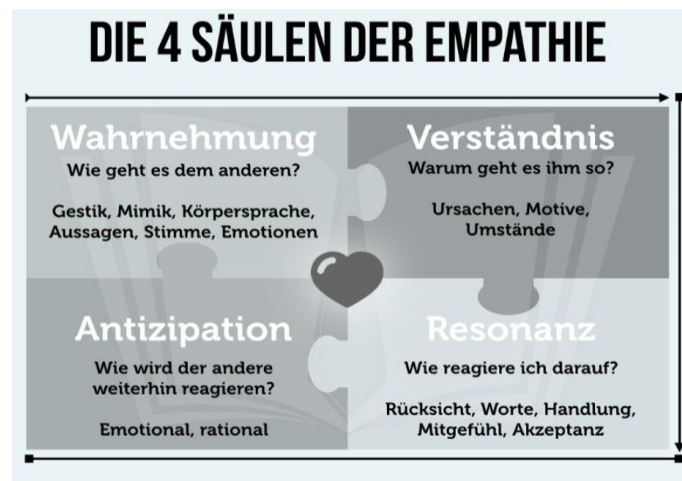 DIE 4 SÄULEN DER EMPATHIE
Wahrnehmung
Wie geht es dem anderen?
Gestik, Mimik, Körpersprache,
Aussagen, Stimme, Emotionen
Verständnis
Warum geht es ihm so?
Ursachen, Motive,
Umstände
Antizipation
Wie wird der andere
weiterhin reagieren?
Emotional, rational
Resonanz
Wie reagiere ich darauf?
Rücksicht, Worte, Handlung,
Mitgefühl, Akzeptanz